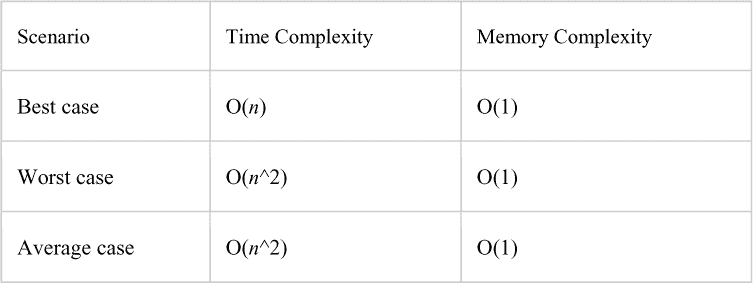 Scenario Time Complexity Memory Complexity
Best case O(n) O(1)
Worst case O(n^2) O(1)
Average case O(n^2) O(1)